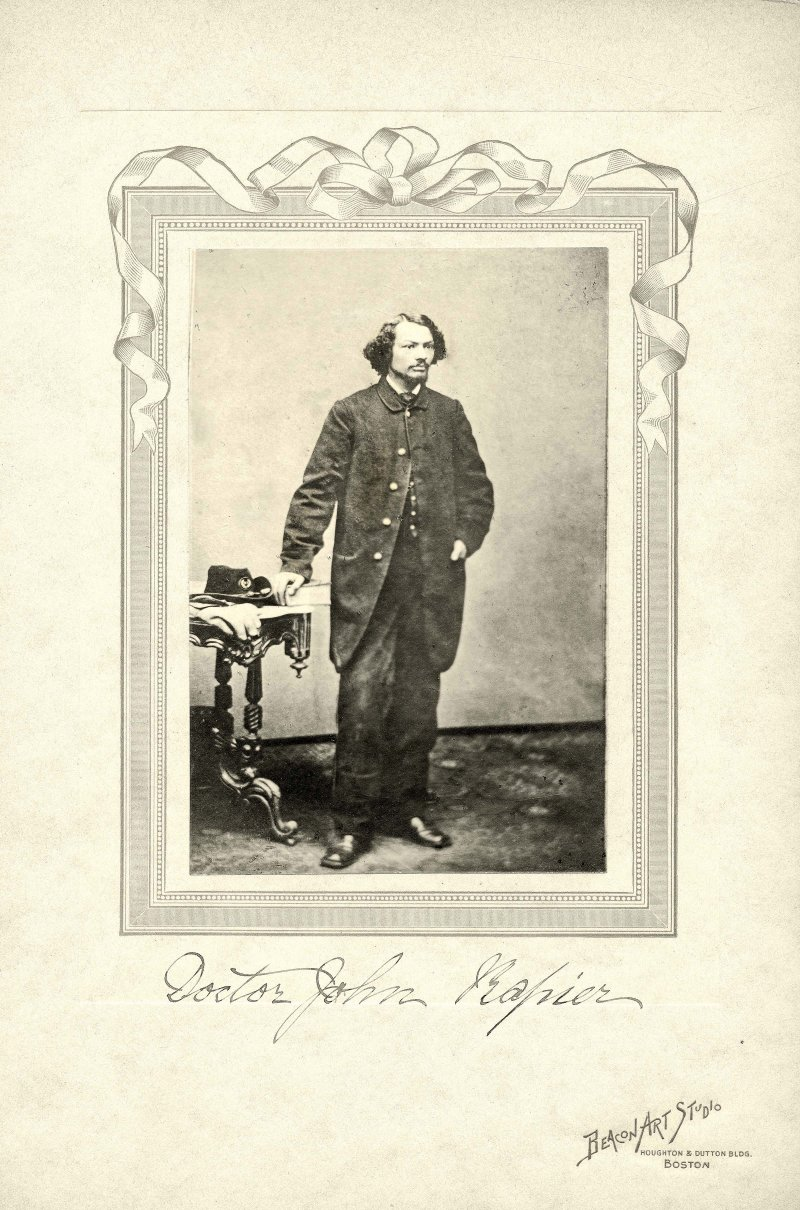 Doctor John Rapier
BEACON ART STUDIO
HOUGHTON & DUTTON BLDG.
BOSTON